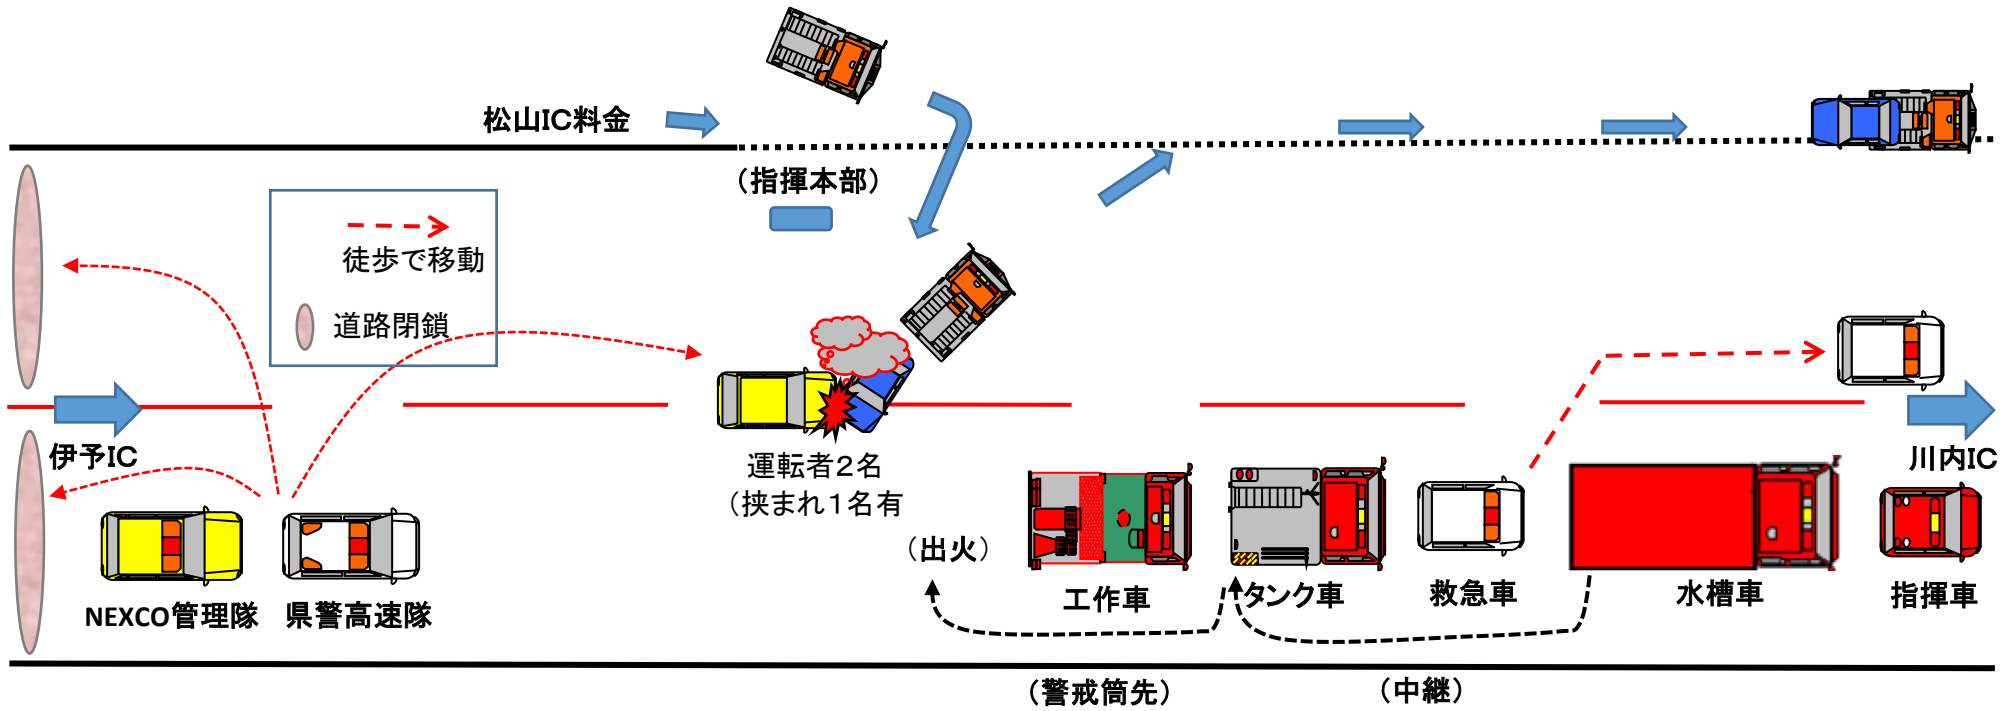 松山IC料金
（指揮本部）
徒歩で移動
道路閉鎖
伊予IC
川内IC
運転者２名
（挟まれ１名有
（出火）
NEXCO管理隊
県警高速隊
工作車
タンク車
救急車
水槽車
指揮車
（警戒筒先）
（中継）